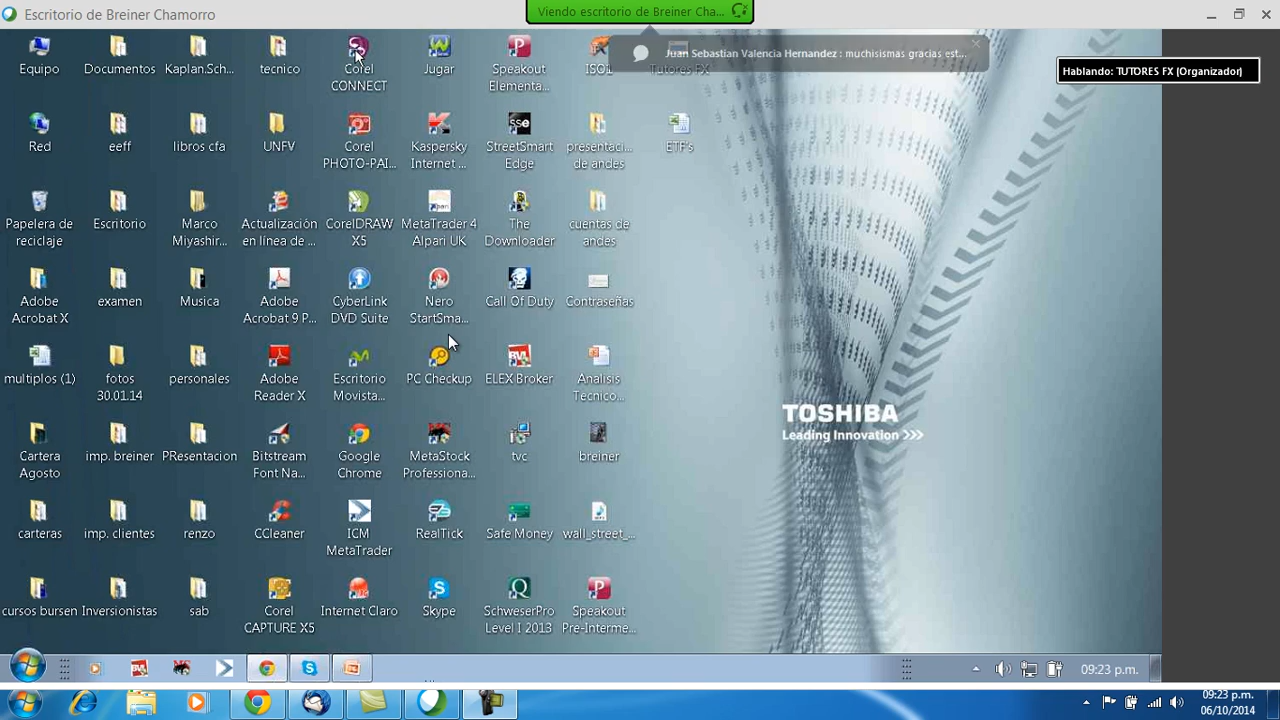 Escritorio de Breiner Chamorro
Viendo escritorio de Breiner Cha...
Juan Sebastian Valencia Hernandez : muchisismas gracias est...
Hablando: TUTORES FX (Organizador)
Equipo
Documentos
Kaplan.Sch...
tecnico
Corel
CONNECT
Jugar
Speakout
Elementa...
ISO1
Tutores FX
Red
eeff
libros cfa
UNFV
Corel
PHOTO-PAI...
Kaspersky
Internet ...
StreetSmart
Edge
presentaci...
de andes
ETF's
Papelera de
reciclaje
Escritorio
Marco
Miyashir...
Actualización
en línea de ...
CorelDRAW
X5
MetaTrader 4
Alpari UK
The
Downloader
cuentas de
andes
Adobe
Acrobat X
examen
Musica
Adobe
Acrobat 9 P...
CyberLink
DVD Suite
Nero
StartSma...
Call Of Duty
Contraseñas
multiplos (1)
fotos
30.01.14
personales
Adobe
Reader X
Escritorio
Movista...
PC Checkup
ELEX Broker
Analisis
Tecnico...
TOSHIBA
Leading Innovation >>>
Cartera
Agosto
imp. breiner
PResentacion
Bitstream
Font Na...
Google
Chrome
MetaStock
Professiona...
tvc
breiner
carteras
imp. clientes
renzo
CCleaner
ICM
MetaTrader
RealTick
Safe Money
wall_street_...
cursos bursen
Inversionistas
sab
Corel
CAPTURE X5
Internet Claro
Skype
SchweserPro
Level I 2013
Speakout
Pre-Interme...
09:23 p.m.
09:23 p.m.
06/10/2014